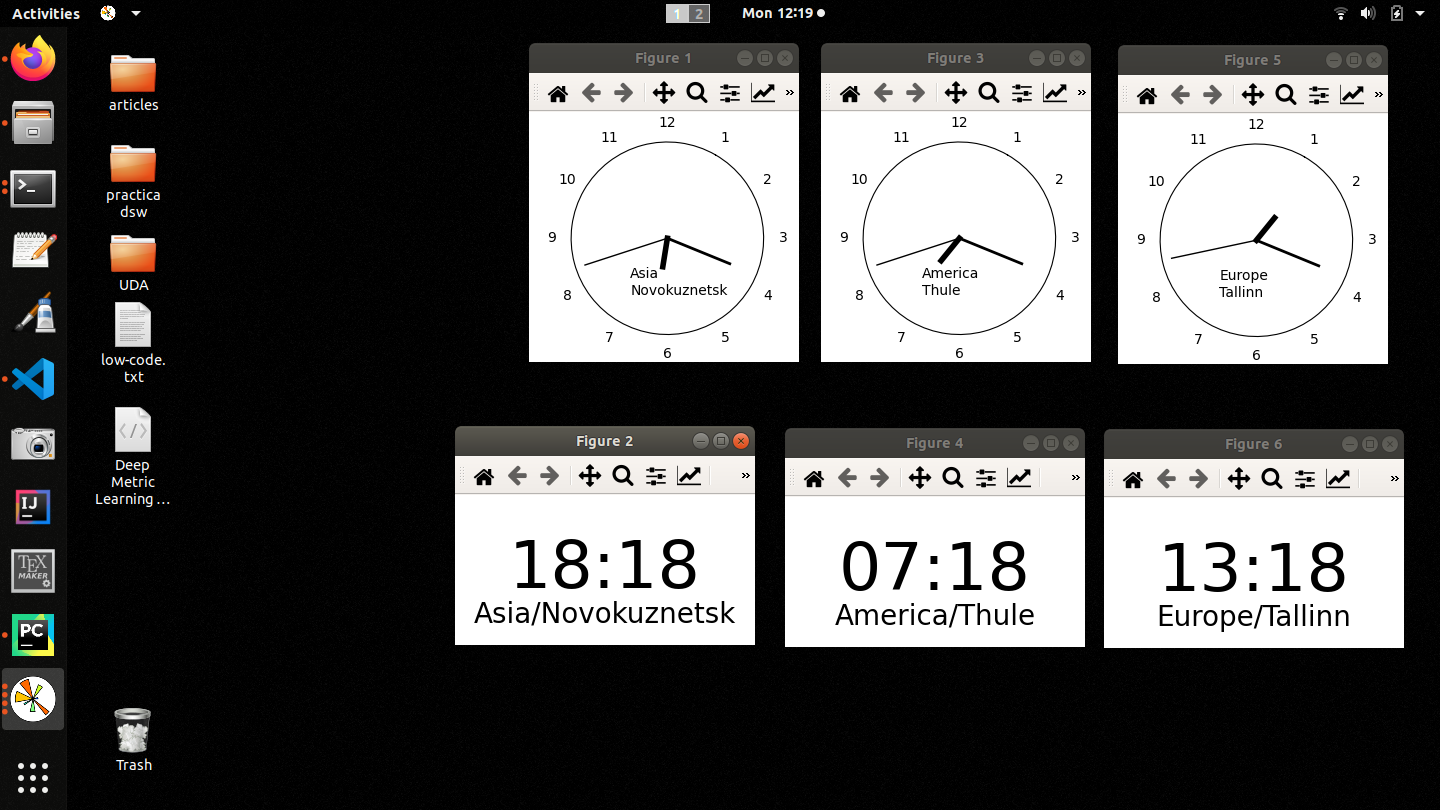 Activities
1 2
Mon 12:19
articles
practica
dsw
UDA
low-code.
txt
Deep
Metric
Learning ...
Trash
IJ
TEX
MAKER
PC
Figure 1
12
11 1
10 2
9 3
8 4
7 5
6
Asia
Novokuznetsk
Figure 3
12
11 1
10 2
9 3
8 4
7 5
6
America
Thule
Figure 5
12
11 1
10 2
9 3
8 4
7 5
6
Europe
Tallinn
Figure 2
18:18
Asia/Novokuznetsk
Figure 4
07:18
America/Thule
Figure 6
13:18
Europe/Tallinn